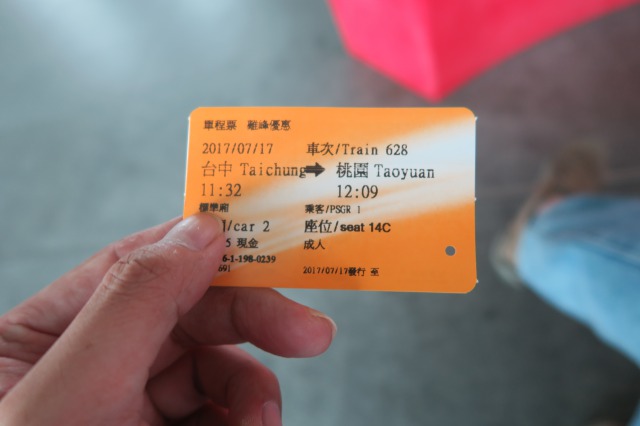 單程票 離峰優惠
2017/07/17 車次/Train 628
台中 Taichung➡桃園 Taoyuan
11:32 12:09
標準廂 乘客/PSGR 1
/car 2 座位/seat 14C
5 現金 成人
6-1-198-0239
691 2017/07/17發行 至